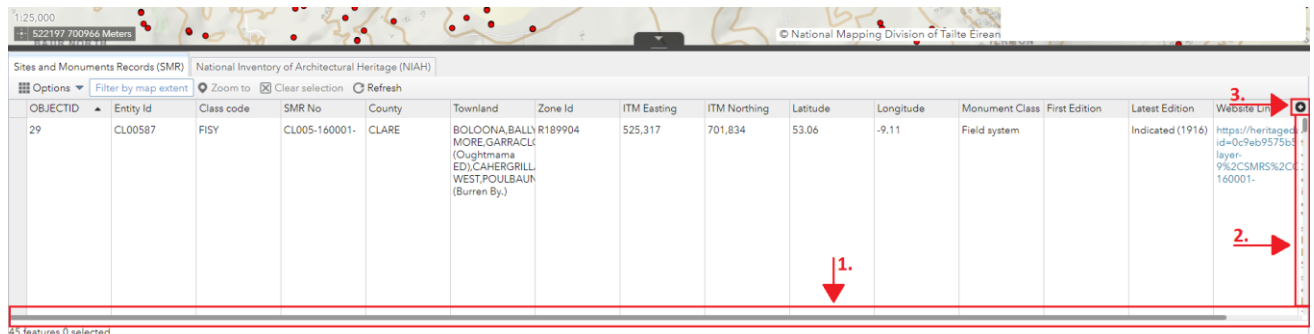 1:25,000
522197 700966 Meters
© National Mapping Division of Tailte Éirean
Sites and Monuments Records (SMR) National Inventory of Architectural Heritage (NIAH)
Options Filter by map extent Zoom to Clear selection Refresh
3.
OBJECTID Entity Id Class code SMR No County Townland Zone Id ITM Easting ITM Northing Latitude Longitude Monument Class First Edition Latest Edition Website Lin
29 CL00587 FISY CL005-160001- CLARE BOLOONA,BALLY R189904 525,317 701,834 53.06 -9.11 Field system Indicated (1916) https://heritaged
MORE,GARRACL id=0c9eb9575b5
(Oughtmama layer-
ED),CAHERGRILL 9%2CSMRS%2C
WEST,POULBAUN 160001-
(Burren By.)
2.
1.
45 features 0 selected